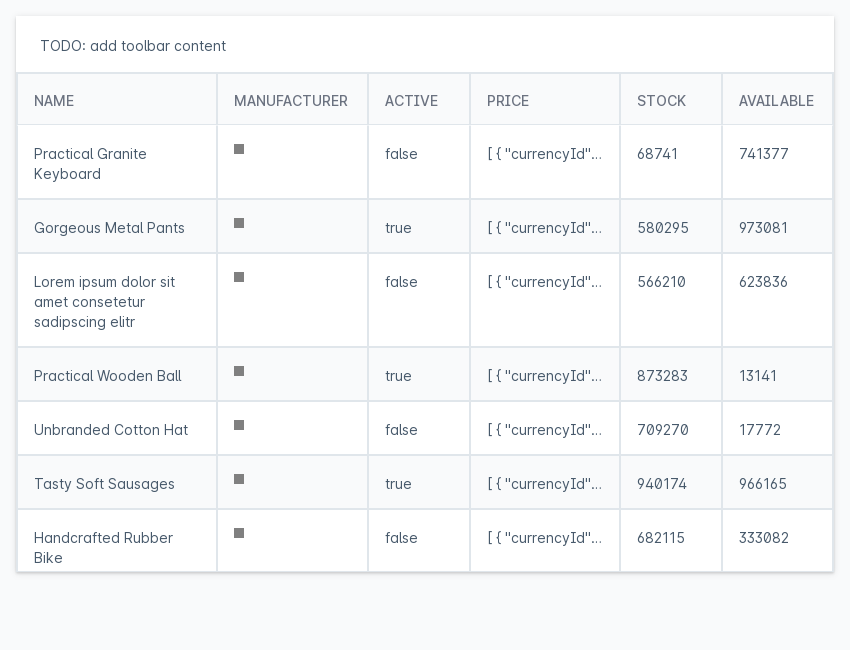 TODO: add toolbar content
NAME MANUFACTURER ACTIVE PRICE STOCK AVAILABLE
Practical Granite
Keyboard
false [ { "currencyId"... 68741 741377
Gorgeous Metal Pants true [ { "currencyId"... 580295 973081
Lorem ipsum dolor sit
amet consetetur
sadipscing elitr
false [ { "currencyId"... 566210 623836
Practical Wooden Ball true [ { "currencyId"... 873283 13141
Unbranded Cotton Hat false [ { "currencyId"... 709270 17772
Tasty Soft Sausages true [ { "currencyId"... 940174 966165
Handcrafted Rubber
Bike
false [ { "currencyId"... 682115 333082